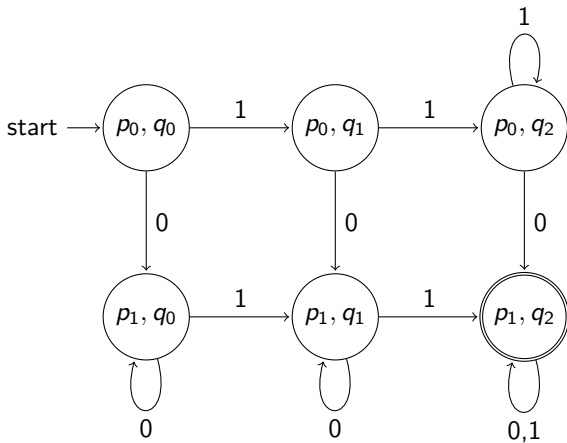 1
start
p₀, q₀
1
p₀, q₁
1
p₀, q₂
0
0
0
p₁, q₀
1
p₁, q₁
1
p₁, q₂
0
0
0,1